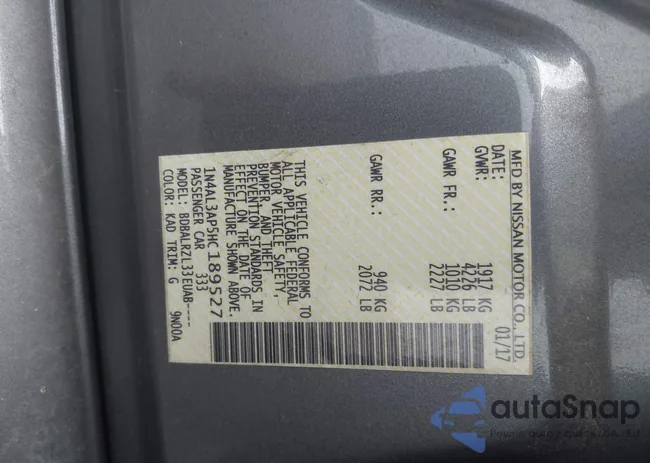 MFD BY NISSAN MOTOR CO., LTD.
DATE: 01/17
GVWR: 1917 KG
4226 LB
GAWR FR.: 1010 KG
2227 LB
GAWR RR.: 940 KG
2072 LB
THIS VEHICLE CONFORMS TO
ALL APPLICABLE FEDERAL
MOTOR VEHICLE SAFETY,
BUMPER, AND THEFT
PREVENTION STANDARDS IN
EFFECT ON THE DATE OF
MANUFACTURE SHOWN ABOVE.
1N4AL3AP5HC189527
PASSENGER CAR 333
MODEL: BDBALRZL33EUAB----
COLOR: KAD TRIM: G 9N00A
autaSnap